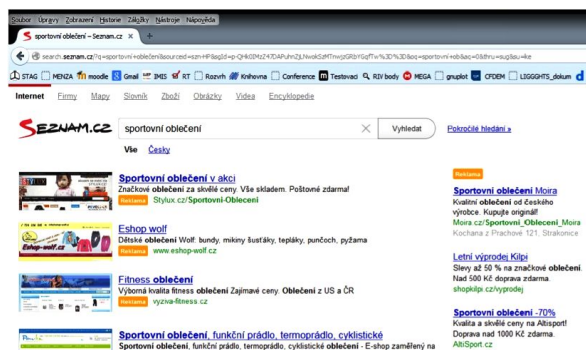 Soubor Úpravy Zobrazení Historie Záložky Nástroje Nápověda
sportovní oblečení – Seznam.cz
STAG MENZA moodle Gmail IMIS RT Rozvrh Knihovna Conference Testovací RIV body MEGA gnuplot CFDEM LIGGGHTS_dokum
Internet Firmy Mapy Slovník Zboží Obrázky Videa Encyklopedie
SEZNAM.CZ sportovní oblečení Vyhledat Pokročilé hledání »
Vše Česky
Sportovní oblečení v akci
Značkové oblečení za skvělé ceny. Vše skladem. Poštovné zdarma!
Reklama Stylux.cz/Sportovni-Obleceni
Eshop wolf
Dětské oblečení Wolf: bundy, mikiny šusťáky, tepláky, punčoch, pyžama
Reklama www.eshop-wolf.cz
Fitness oblečení
Výborná kvalita fitness oblečení Zajímavé ceny. Oblečení z US a ČR
Reklama vyziva-fitness.cz
Sportovní oblečení, funkční prádlo, termoprádlo, cyklistické
Sportovní oblečení, funkční prádlo, termoprádlo, cyklistické oblečení - E-shop zaměřený na
Reklama
Sportovní oblečení Moira
Kvalitní oblečení od českého
výrobce. Kupujte originál!
Moira.cz/Sportovní_Oblečení_Moira
Kochana z Prachové 121, Strakonice
Letní výprodej Kilpi
Slevy až 50 % na značkové oblečení.
Nad 500 Kč doprava zdarma.
shopkilpi.cz/vyprodej
Sportovní oblečení -70%
Kvalita a skvělé ceny na Altisport!
Doprava nad 1000 Kč zdarma.
AltiSport.cz